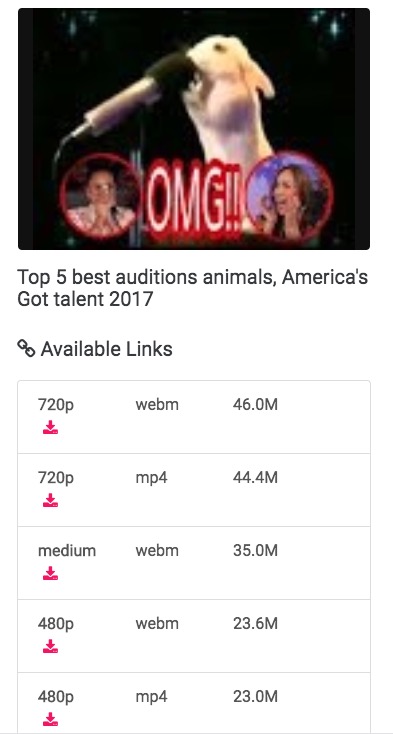 OMG!!
Top 5 best auditions animals, America's
Got talent 2017
Available Links
720p webm 46.0M
720p mp4 44.4M
medium webm 35.0M
480p webm 23.6M
480p mp4 23.0M